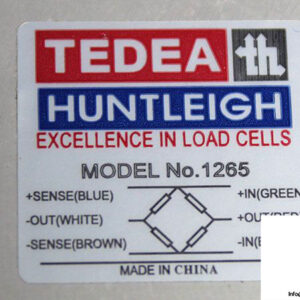 TEDEA th
HUNTLEIGH
EXCELLENCE IN LOAD CELLS
MODEL No.1265
+SENSE(BLUE) +IN(GREEN
-OUT(WHITE) +OUT(RED
-SENSE(BROWN) -IN(
MADE IN CHINA